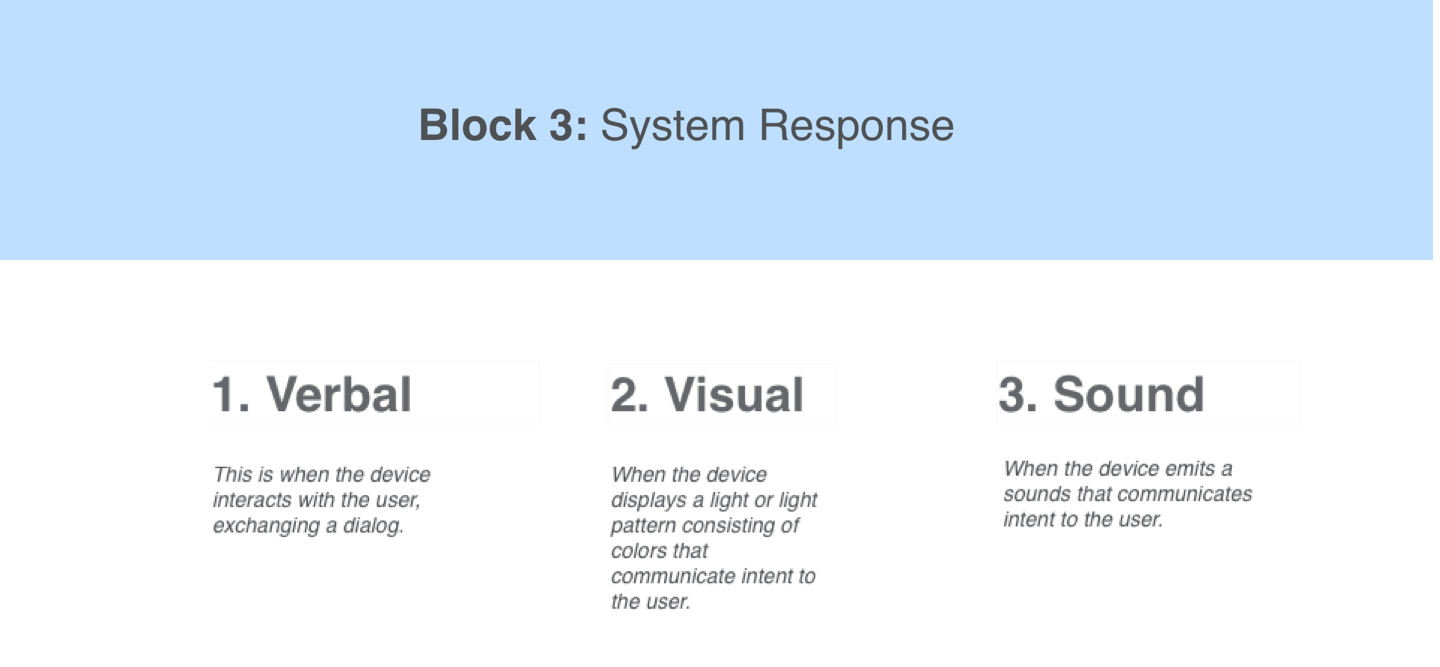 Block 3: System Response
1. Verbal
This is when the device
interacts with the user,
exchanging a dialog.
2. Visual
When the device
displays a light or light
pattern consisting of
colors that
communicate intent to
the user.
3. Sound
When the device emits a
sounds that communicates
intent to the user.